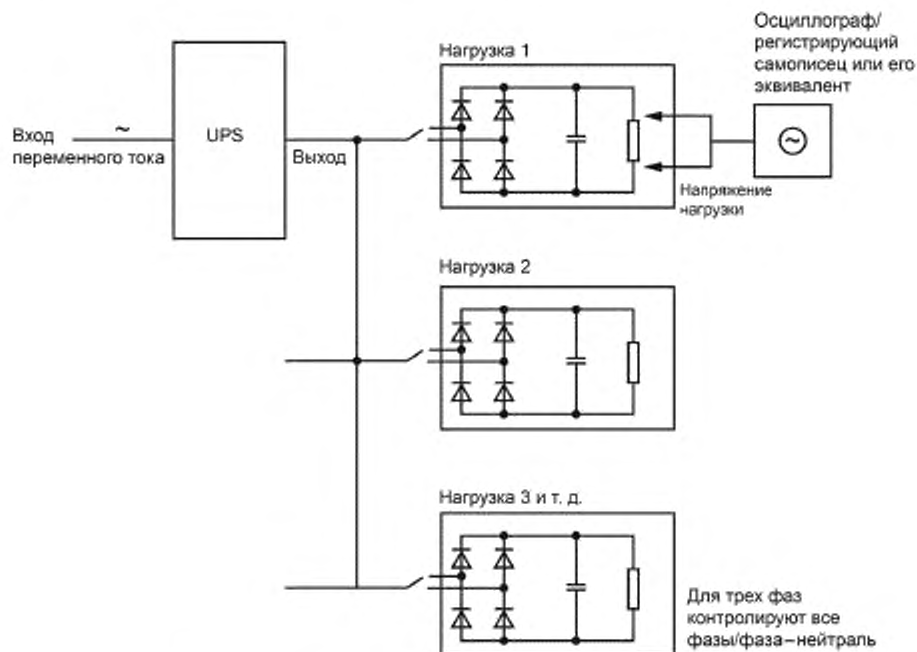 Осциллограф/
регистрирующий
самописец или его
эквивалент
Нагрузка 1
Вход
переменного тока
~
UPS
Выход
Напряжение
нагрузки
Нагрузка 2
Нагрузка 3 и т. д.
Для трех фаз
контролируют все
фазы/фаза–нейтраль